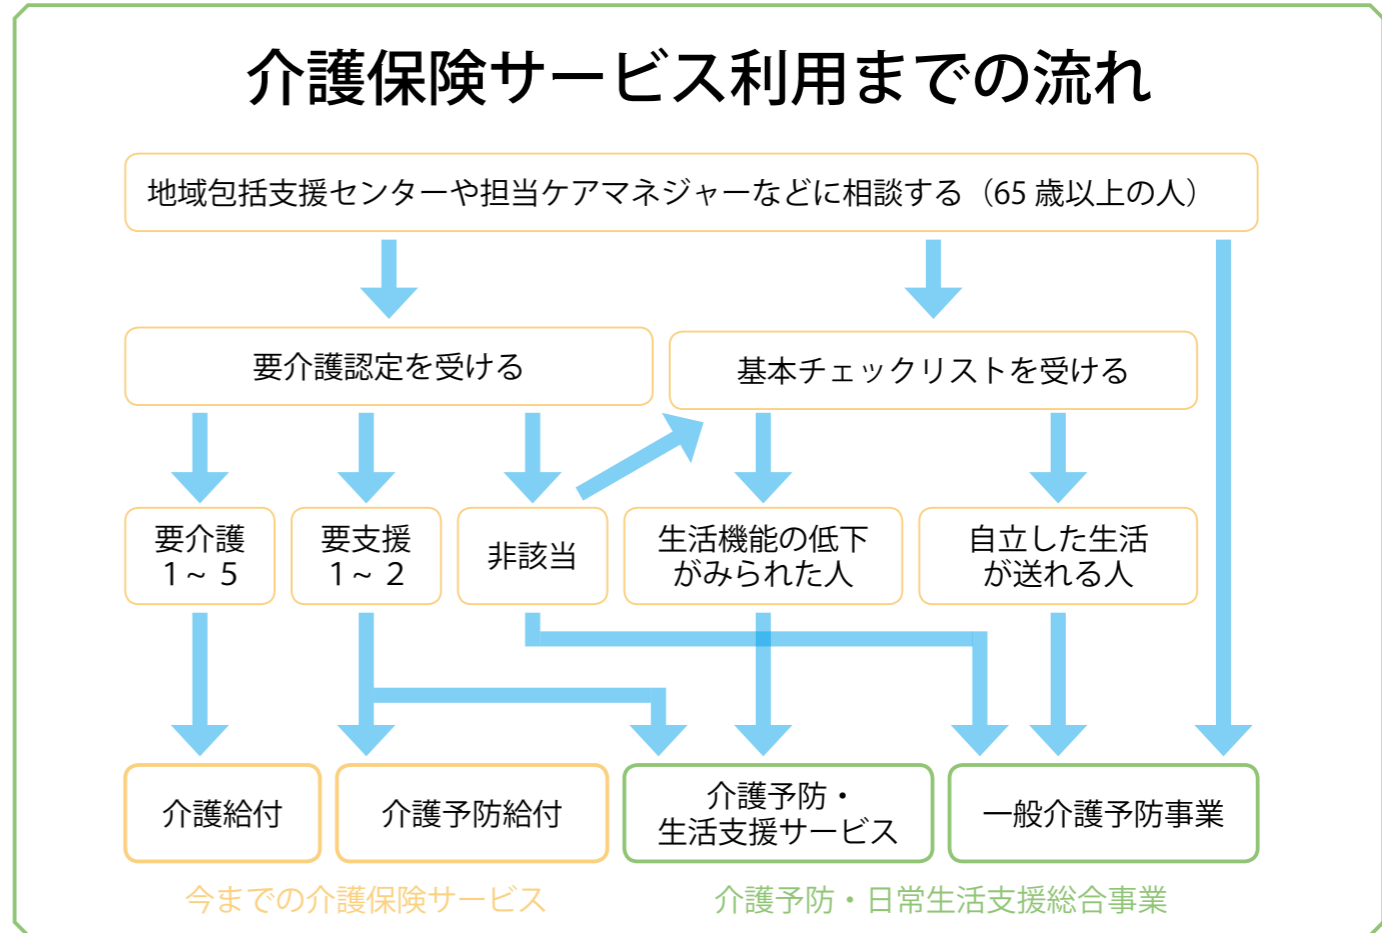 介護保険サービス利用までの流れ
地域包括支援センターや担当ケアマネジャーなどに相談する（65 歳以上の人）
要介護認定を受ける
基本チェックリストを受ける
要介護
1～ 5
要支援
1～ 2
非該当
生活機能の低下
がみられた人
自立した生活
が送れる人
介護給付
介護予防給付
介護予防・
生活支援サービス
一般介護予防事業
今までの介護保険サービス
介護予防・日常生活支援総合事業